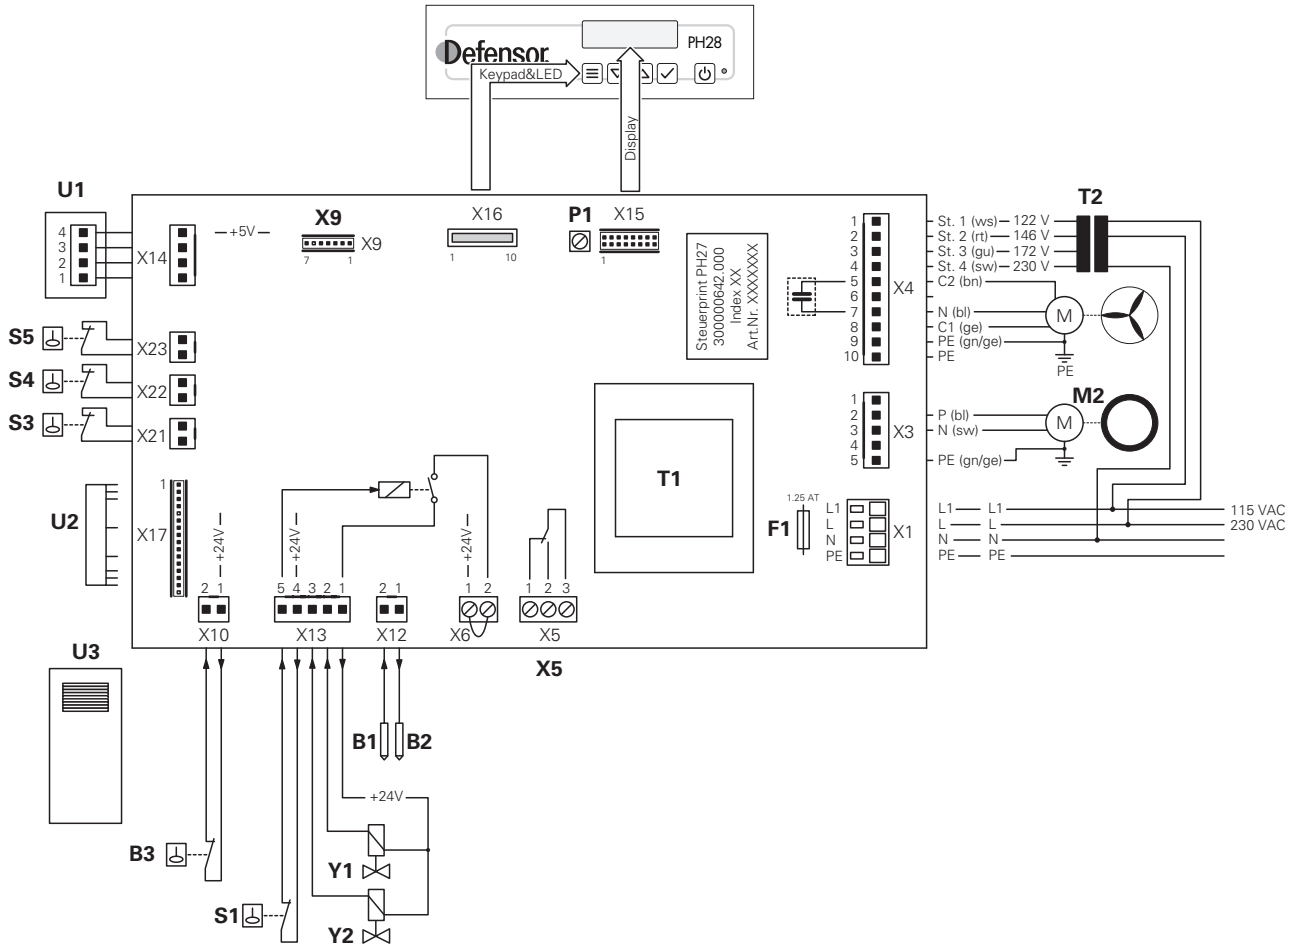 Defensor
PH28
Keypad&LED
Display
U1
4
3
2
1
X14
+5V
X9
X9
7 1
X16
1 10
P1
X15
1
Steuerprint PH27
300000642.000
Index XX
Art.Nr. XXXXXXX
1
2
3
4
5
6
7
8
9
10
X4
St. 1 (ws) 122 V
St. 2 (rt) 146 V
St. 3 (gu) 172 V
St. 4 (sw) 230 V
C2 (bn)
N (bl)
C1 (ge)
PE (gn/ge)
PE
T2
M
PE
S5
X23
S4
X22
S3
X21
1
2
3
4
5
X3
P (bl)
N (sw)
PE (gn/ge)
M2
M
T1
U2
1
X17
+24V
2 1
X10
+24V
5 4 3 2 1
X13
2 1
X12
+24V
1 2
X6
1 2 3
X5
1.25 AT
F1
L1
L
N
PE
X1
L1 L1 115 VAC
L L 230 VAC
N N
PE PE
X5
U3
B1 B2
+24V
B3
Y1
S1
Y2